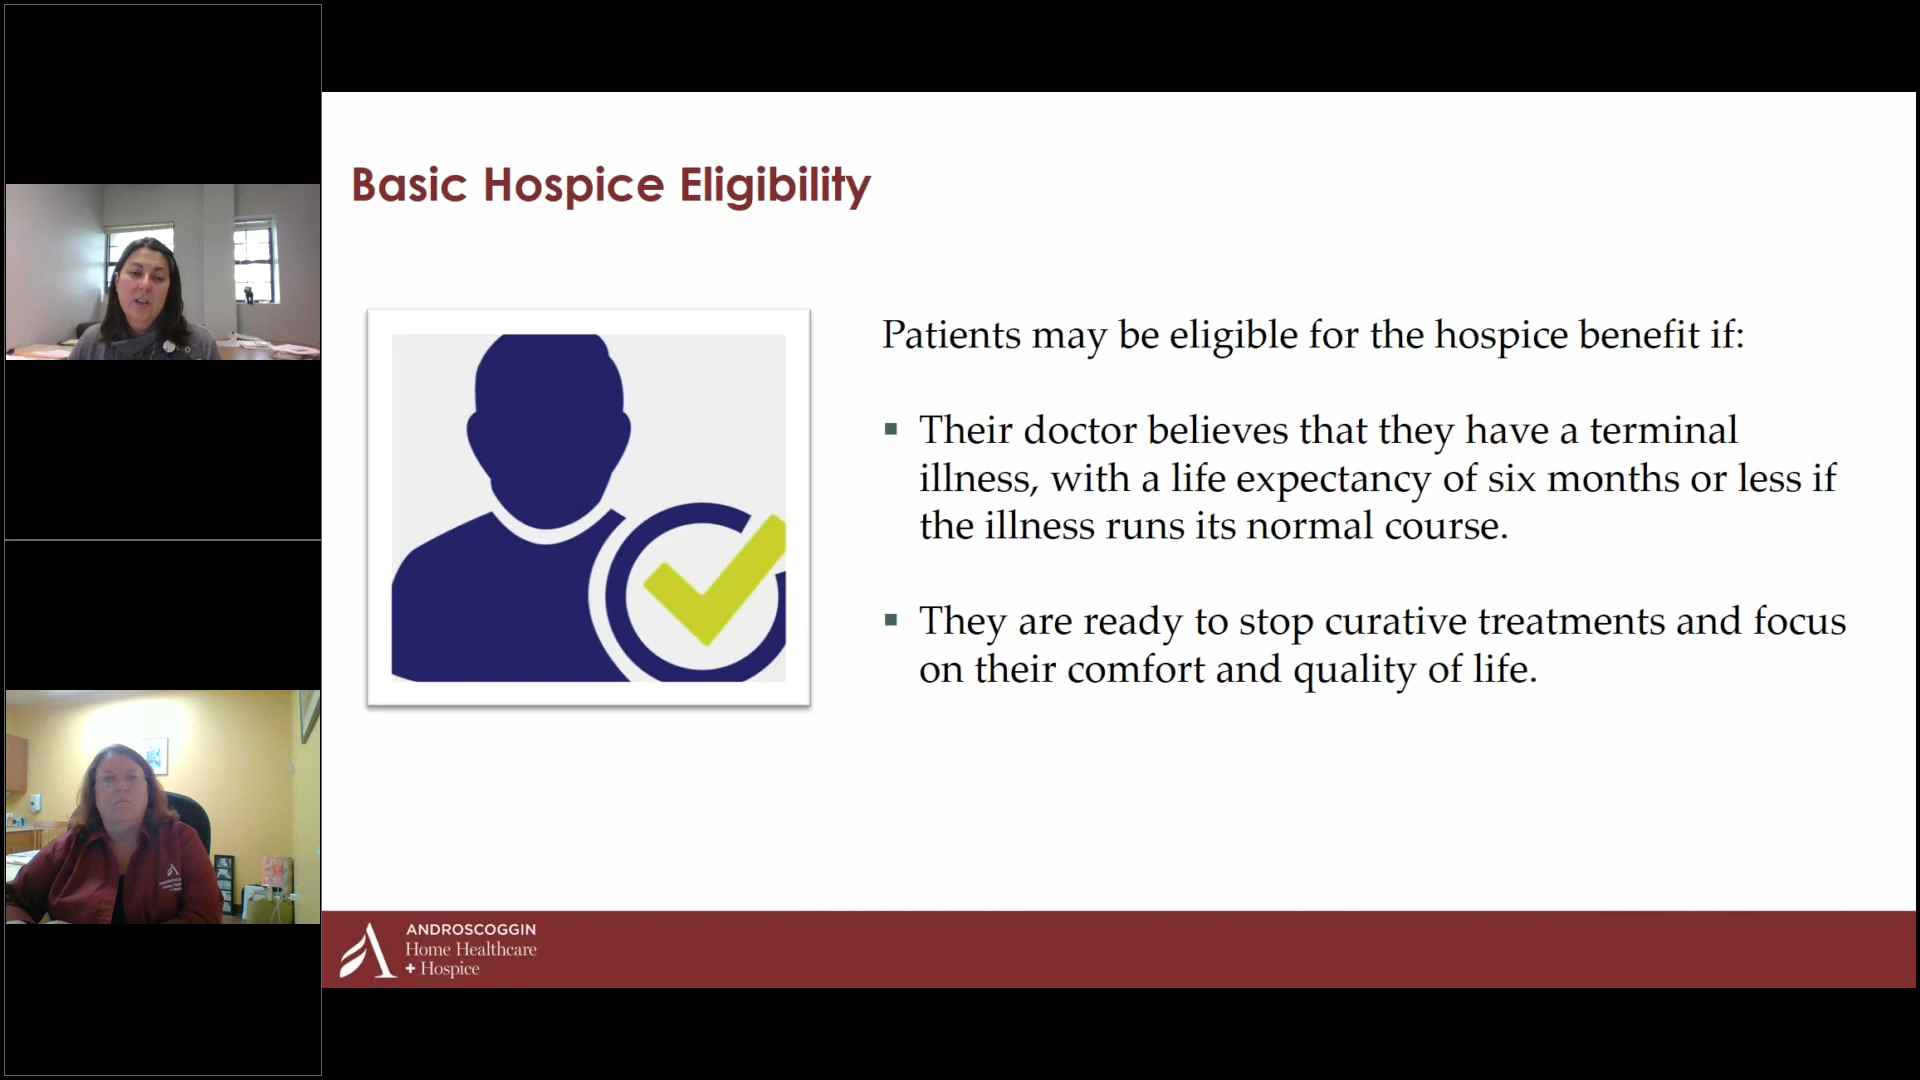 Basic Hospice Eligibility
Patients may be eligible for the hospice benefit if:
▪ Their doctor believes that they have a terminal
illness, with a life expectancy of six months or less if
the illness runs its normal course.
▪ They are ready to stop curative treatments and focus
on their comfort and quality of life.
ANDROSCOGGIN
Home Healthcare
+ Hospice